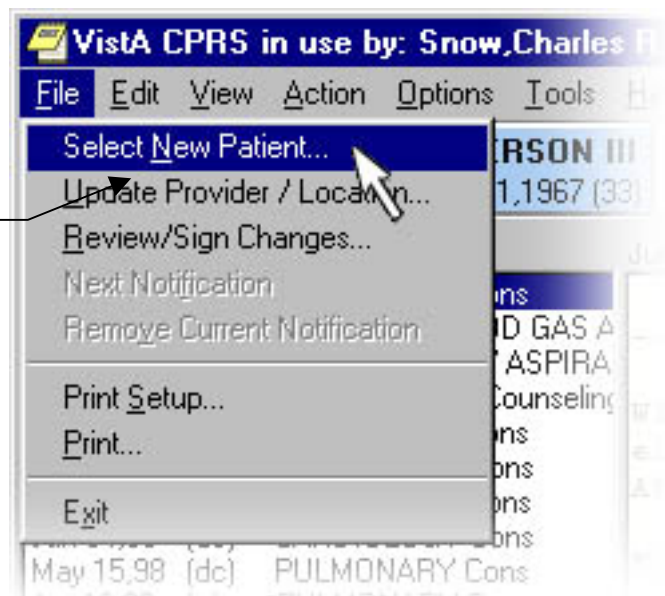 VistA CPRS in use by: Snow,Charles R
File Edit View Action Options Tools H
Select New Patient...
RSON III
Update Provider / Location...
1,1967 (33)
Review/Sign Changes...
Next Notification
ns
Remove Current Notification
D GAS A
ASPIRA
Print Setup...
Counseling
Print...
ns
ons
Exit
ons
ons
May 15,98 (dc) PULMONARY Cons